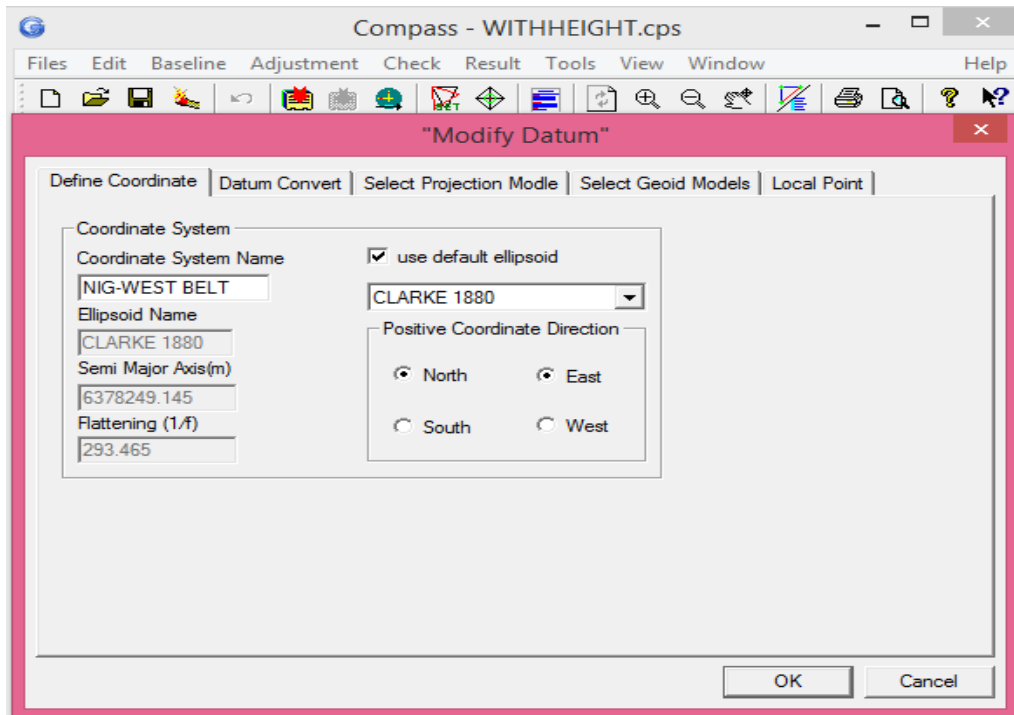 Compass - WITHHEIGHT.cps
Files Edit Baseline Adjustment Check Result Tools View Window Help
"Modify Datum"
Define Coordinate Datum Convert Select Projection Modle Select Geoid Models Local Point
Coordinate System
Coordinate System Name
use default ellipsoid
NIG-WEST BELT
CLARKE 1880
Ellipsoid Name
Positive Coordinate Direction
CLARKE 1880
Semi Major Axis(m)
North East
6378249.145
Flattening (1/f)
South West
293.465
OK Cancel